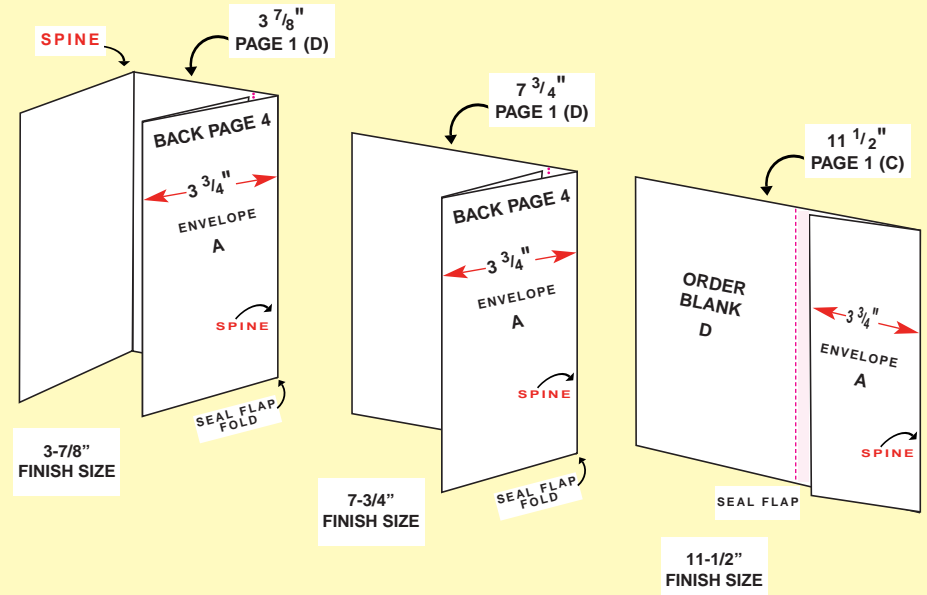 SPINE
3 7/8"
PAGE 1 (D)
BACK PAGE 4
3 3/4"
ENVELOPE
A
SPINE
SEAL FLAP
FOLD
3-7/8”
FINISH SIZE
7 3/4"
PAGE 1 (D)
BACK PAGE 4
3 3/4"
ENVELOPE
A
SPINE
SEAL FLAP
FOLD
7-3/4”
FINISH SIZE
11 1/2"
PAGE 1 (C)
ORDER
BLANK
D
3 3/4"
ENVELOPE
A
SPINE
SEAL FLAP
11-1/2”
FINISH SIZE